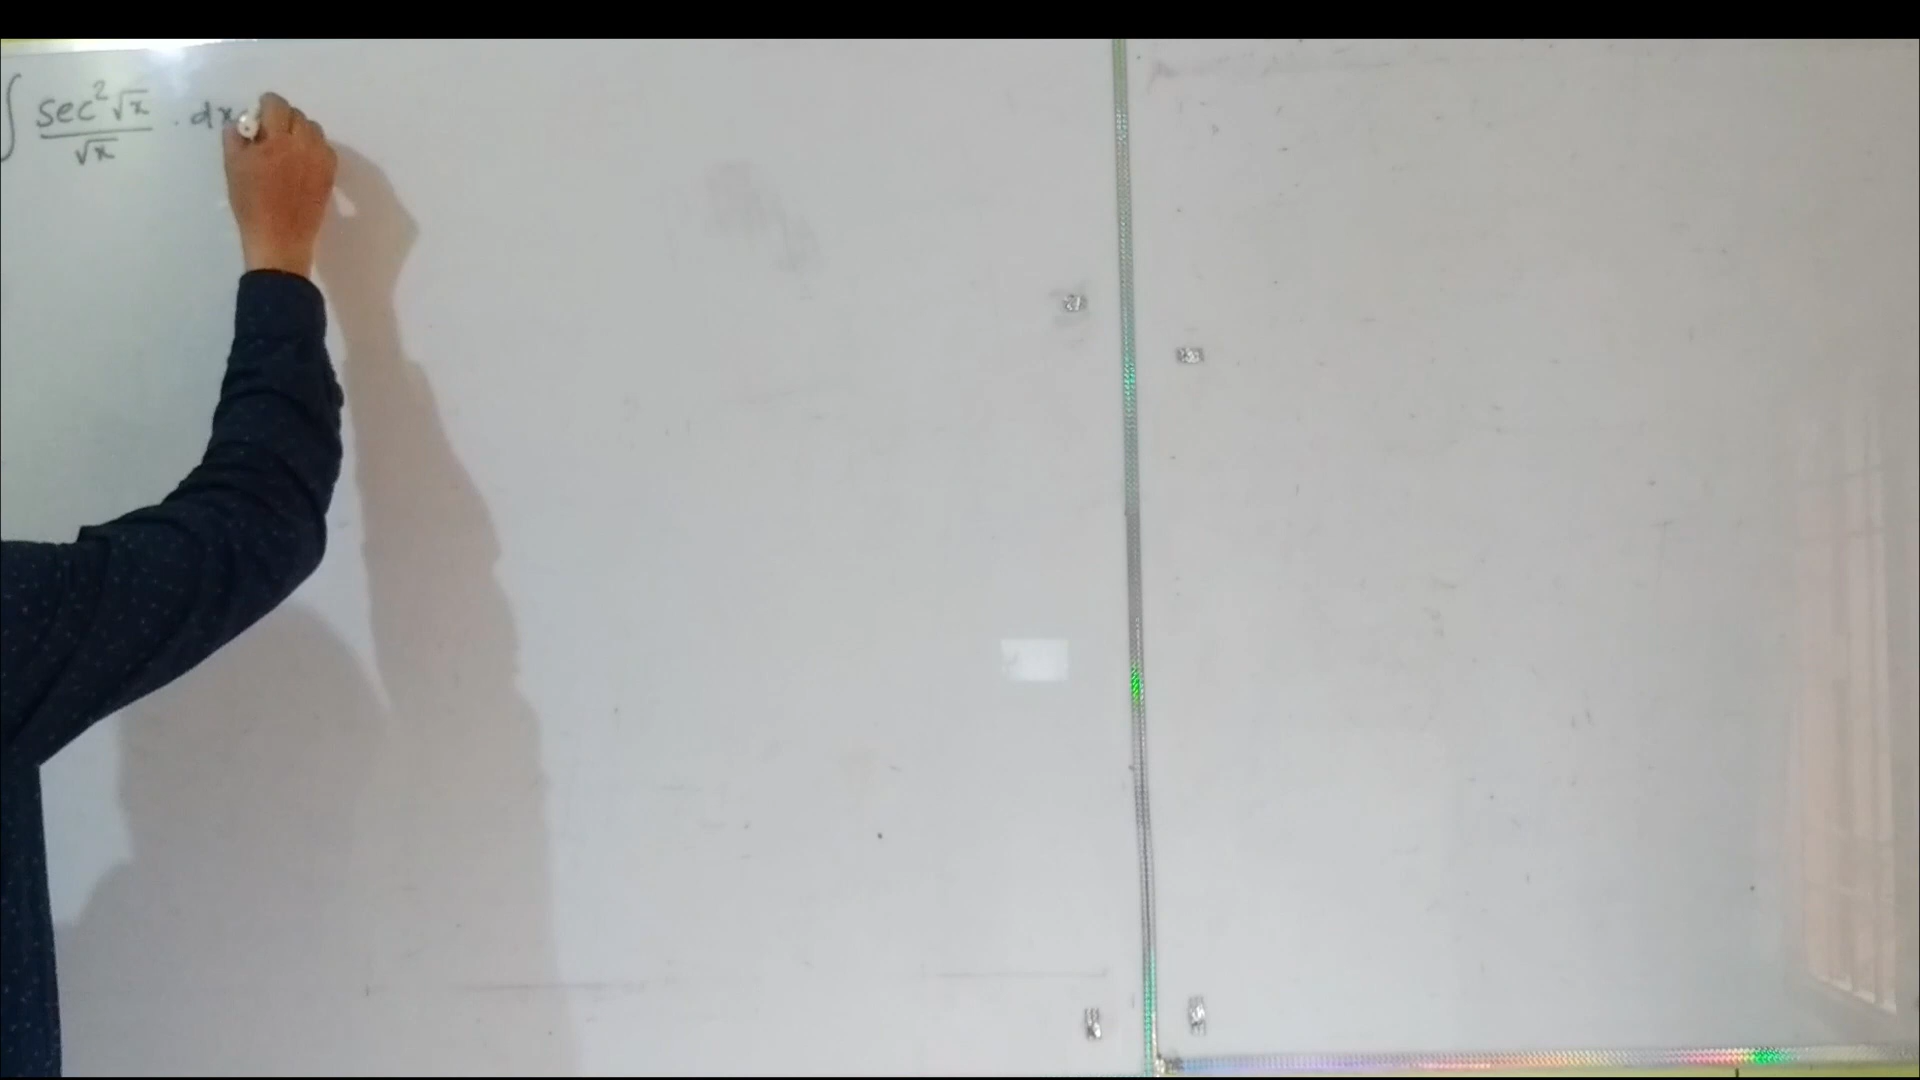 ∫ sec²√x / √x . dx